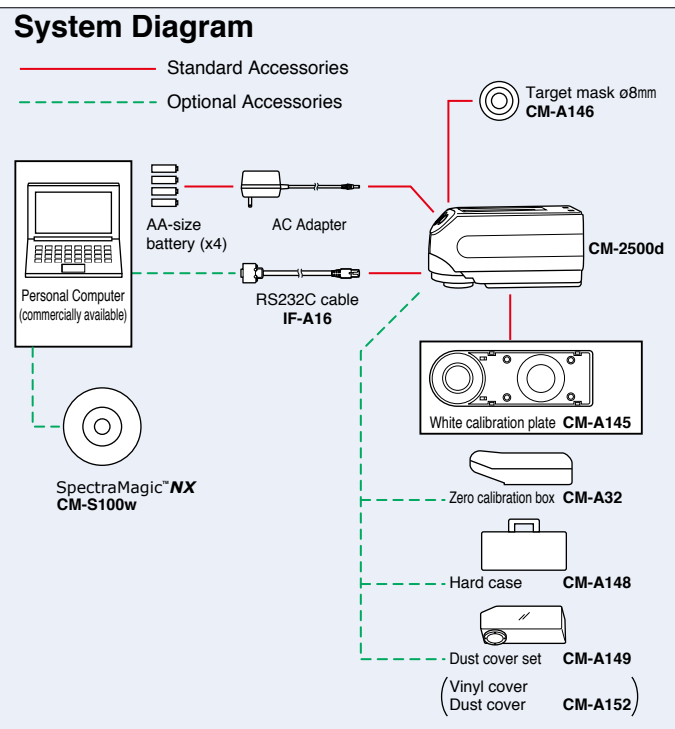 System Diagram
Standard Accessories
Optional Accessories
Target mask ø8mm
CM-A146
AA-size
battery (x4)
AC Adapter
CM-2500d
Personal Computer
(commercially available)
RS232C cable
IF-A16
White calibration plate CM-A145
SpectraMagic™ NX
CM-S100w
Zero calibration box CM-A32
Hard case CM-A148
Dust cover set CM-A149
(Vinyl cover
Dust cover CM-A152)